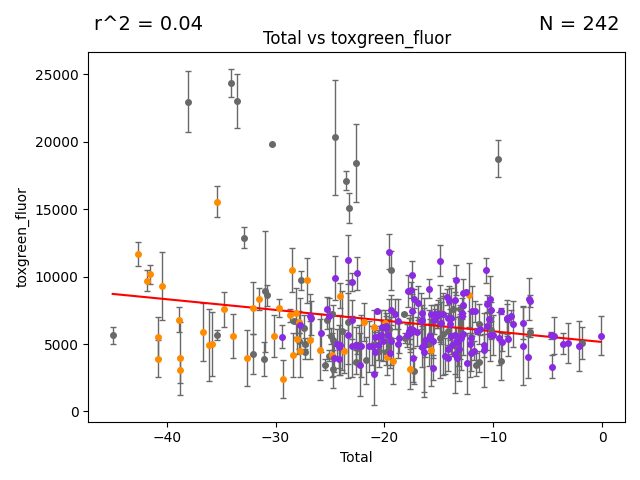 r^2 = 0.04
N = 242
Total vs toxgreen_fluor
25000
20000
15000
10000
5000
0
toxgreen_fluor
−40
−30
−20
−10
0
Total